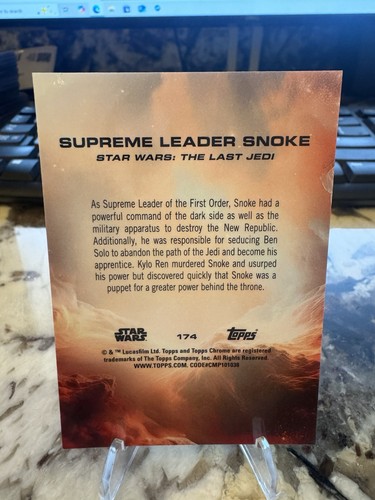 SUPREME LEADER SNOKE
STAR WARS: THE LAST JEDI
As Supreme Leader of the First Order, Snoke had a
powerful command of the dark side as well as the
military apparatus to destroy the New Republic.
Additionally, he was responsible for seducing Ben
Solo to abandon the path of the Jedi and become his
apprentice. Kylo Ren murdered Snoke and usurped
his power but discovered quickly that Snoke was a
puppet for a greater power behind the throne.
STAR WARS 174 Topps
© & ™ Lucasfilm Ltd. Topps and Topps Chrome are registered
trademarks of The Topps Company, Inc. All Rights Reserved.
WWW.TOPPS.COM. CODE#CMP101038